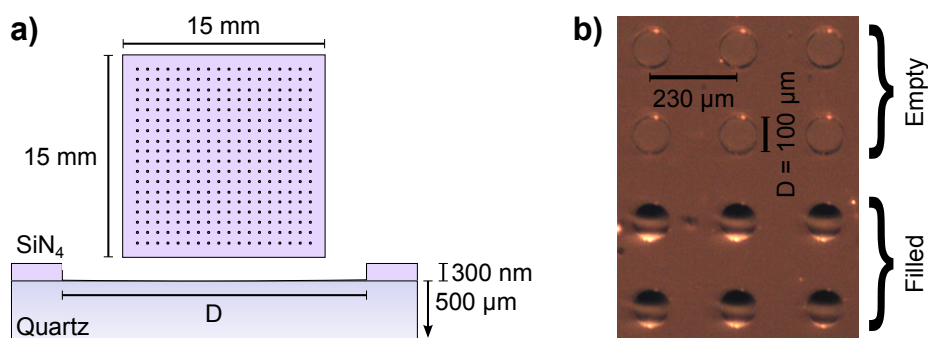 a)
15 mm
15 mm
SiN₄
300 nm
D
500 µm
Quartz
b)
230 µm
D = 100 µm
Empty
Filled